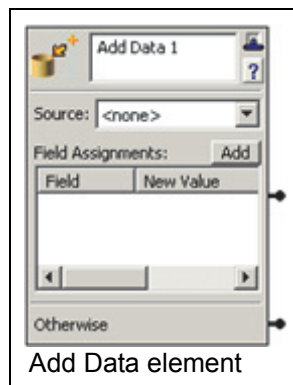 Add Data 1
?
Source: <none>
Field Assignments: Add
Field New Value
Otherwise
Add Data element